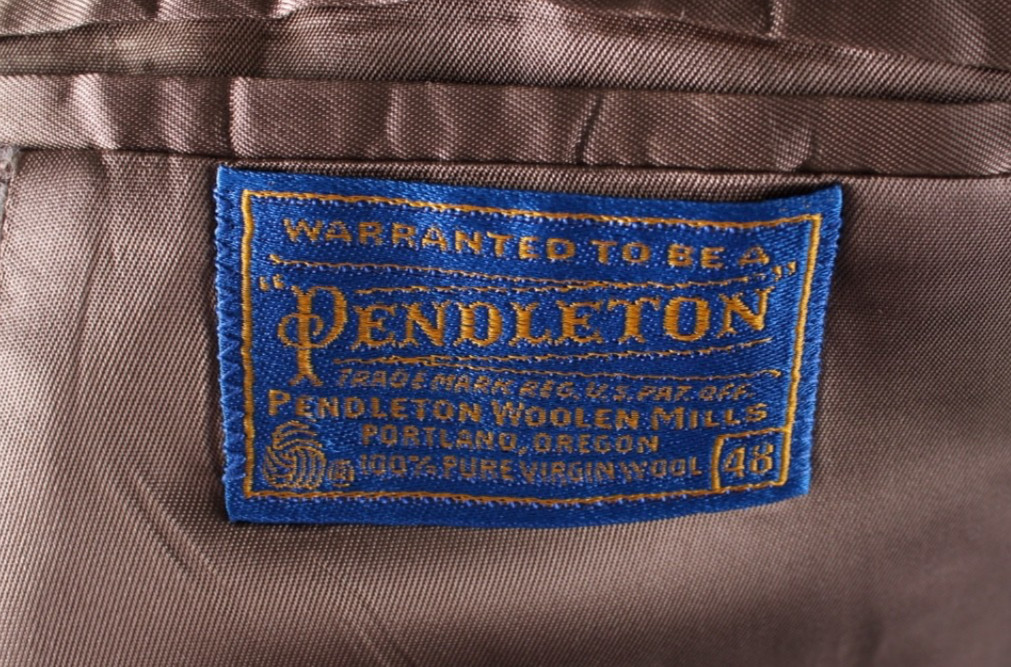 WARRANTED TO BE A
"PENDLETON"
TRADE MARK REG. U.S. PAT. OFF.
PENDLETON WOOLEN MILLS
PORTLAND, OREGON
® 100% PURE VIRGIN WOOL 48